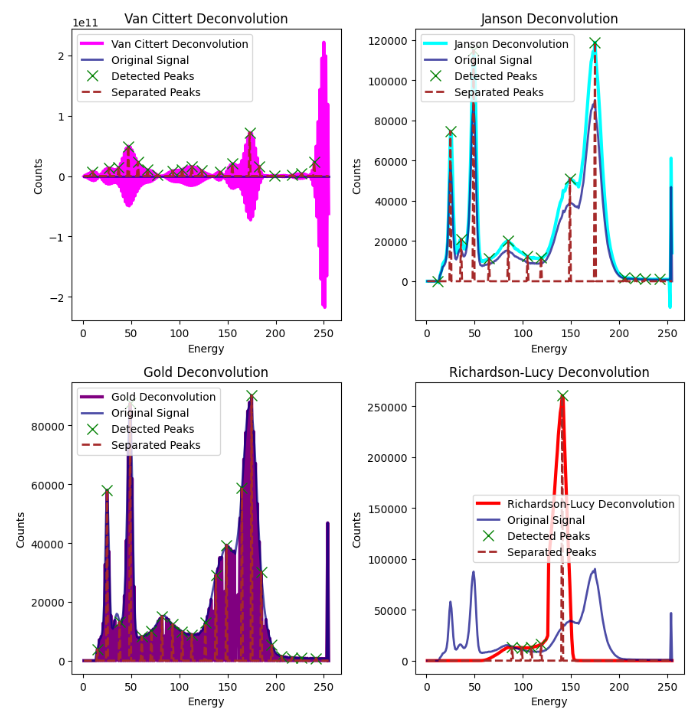 Van Cittert Deconvolution
1e11
Van Cittert Deconvolution
Original Signal
Detected Peaks
Separated Peaks
2
1
0
−1
−2
Counts
0 50 100 150 200 250
Energy
Janson Deconvolution
Janson Deconvolution
Original Signal
Detected Peaks
Separated Peaks
120000
100000
80000
60000
40000
20000
0
Counts
0 50 100 150 200 250
Energy
Gold Deconvolution
Gold Deconvolution
Original Signal
Detected Peaks
Separated Peaks
80000
60000
40000
20000
0
Counts
0 50 100 150 200 250
Energy
Richardson-Lucy Deconvolution
Richardson-Lucy Deconvolution
Original Signal
Detected Peaks
Separated Peaks
250000
200000
150000
100000
50000
0
Counts
0 50 100 150 200 250
Energy